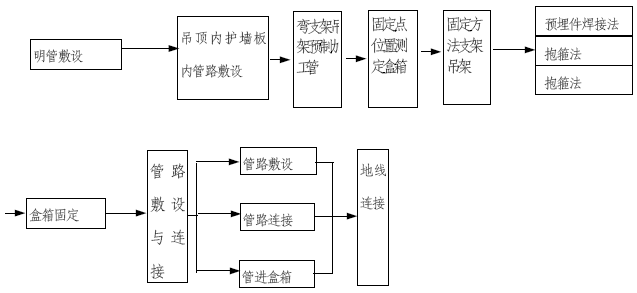 明管敷设
吊顶内护墙板
内管路敷设
弯支架吊
架预制加
工管
固定点
位置测
定盒箱
固定方
法支架
吊架
预埋件焊接法
抱箍法
抱箍法
盒箱固定
管路
敷设
与连
接
管路敷设
管路连接
管进盒箱
地线
连接